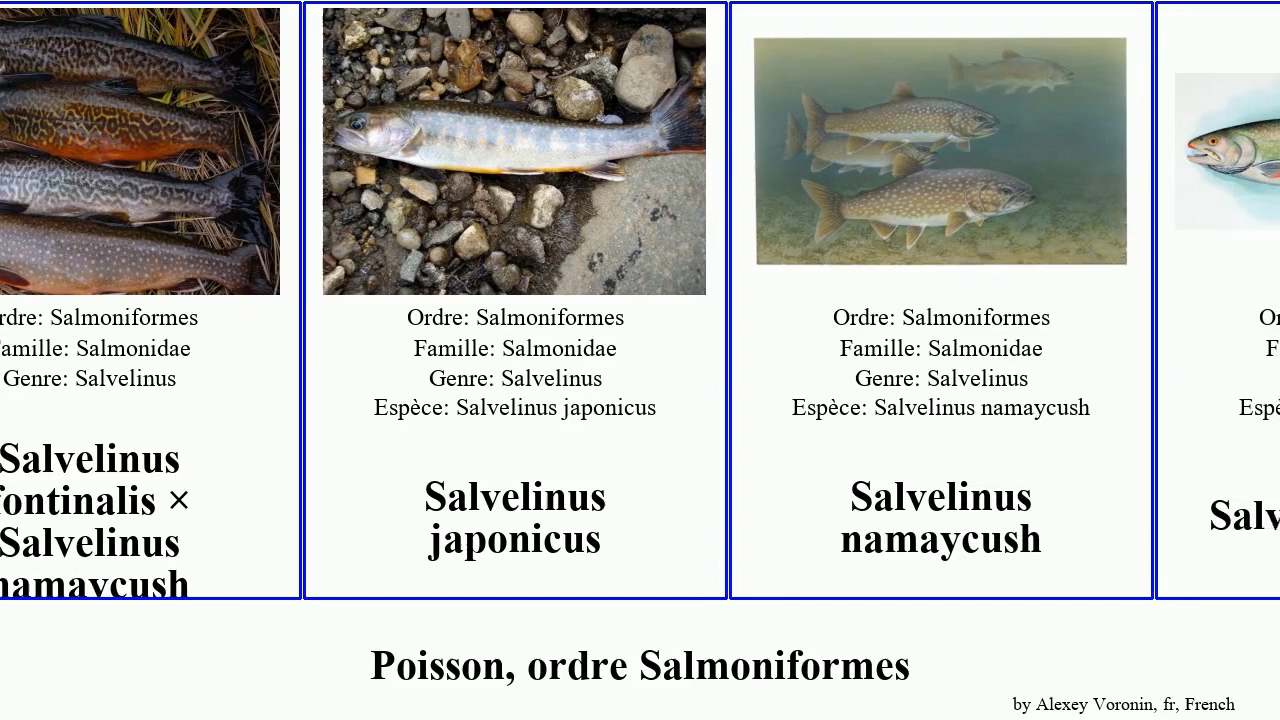 rdre: Salmoniformes
amille: Salmonidae
Genre: Salvelinus
Salvelinus
fontinalis ×
Salvelinus
namaycush
Ordre: Salmoniformes
Famille: Salmonidae
Genre: Salvelinus
Espèce: Salvelinus japonicus
Salvelinus
japonicus
Ordre: Salmoniformes
Famille: Salmonidae
Genre: Salvelinus
Espèce: Salvelinus namaycush
Salvelinus
namaycush
Or
F
Espè
Salv
Poisson, ordre Salmoniformes
by Alexey Voronin, fr, French